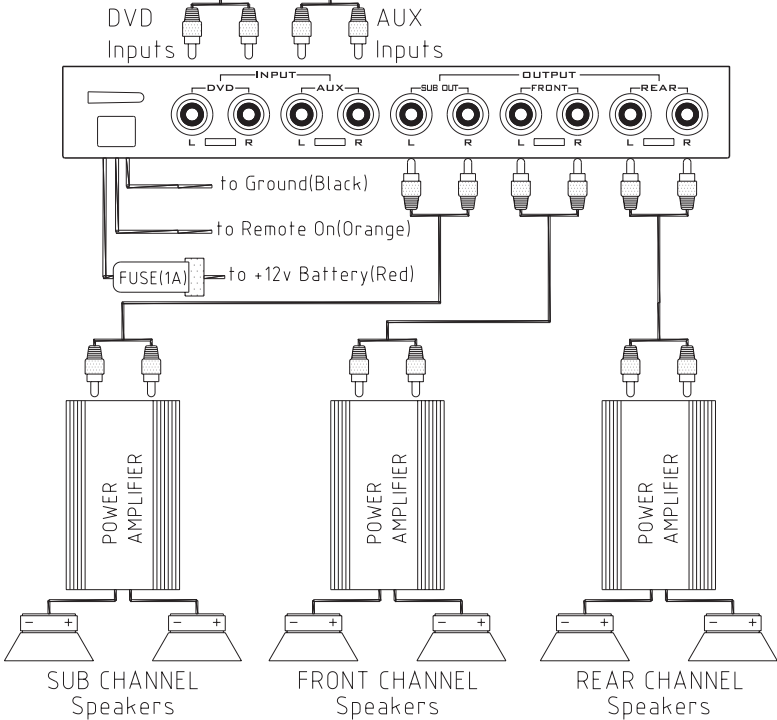 DVD
Inputs
AUX
Inputs
INPUT
OUTPUT
DVD
AUX
SUB OUT
FRONT
REAR
L R L R L R L R L R
to Ground(Black)
to Remote On(Orange)
FUSE(1A)
to +12v Battery(Red)
POWER
AMPLIFIER
POWER
AMPLIFIER
POWER
AMPLIFIER
- + - + - + - + - + - +
SUB CHANNEL
Speakers
FRONT CHANNEL
Speakers
REAR CHANNEL
Speakers